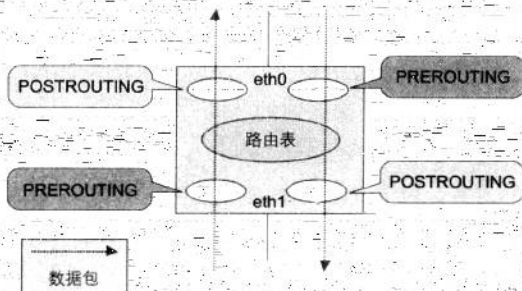 eth0
POSTROUTING
PREROUTING
路由表
PREROUTING
POSTROUTING
eth1
数据包